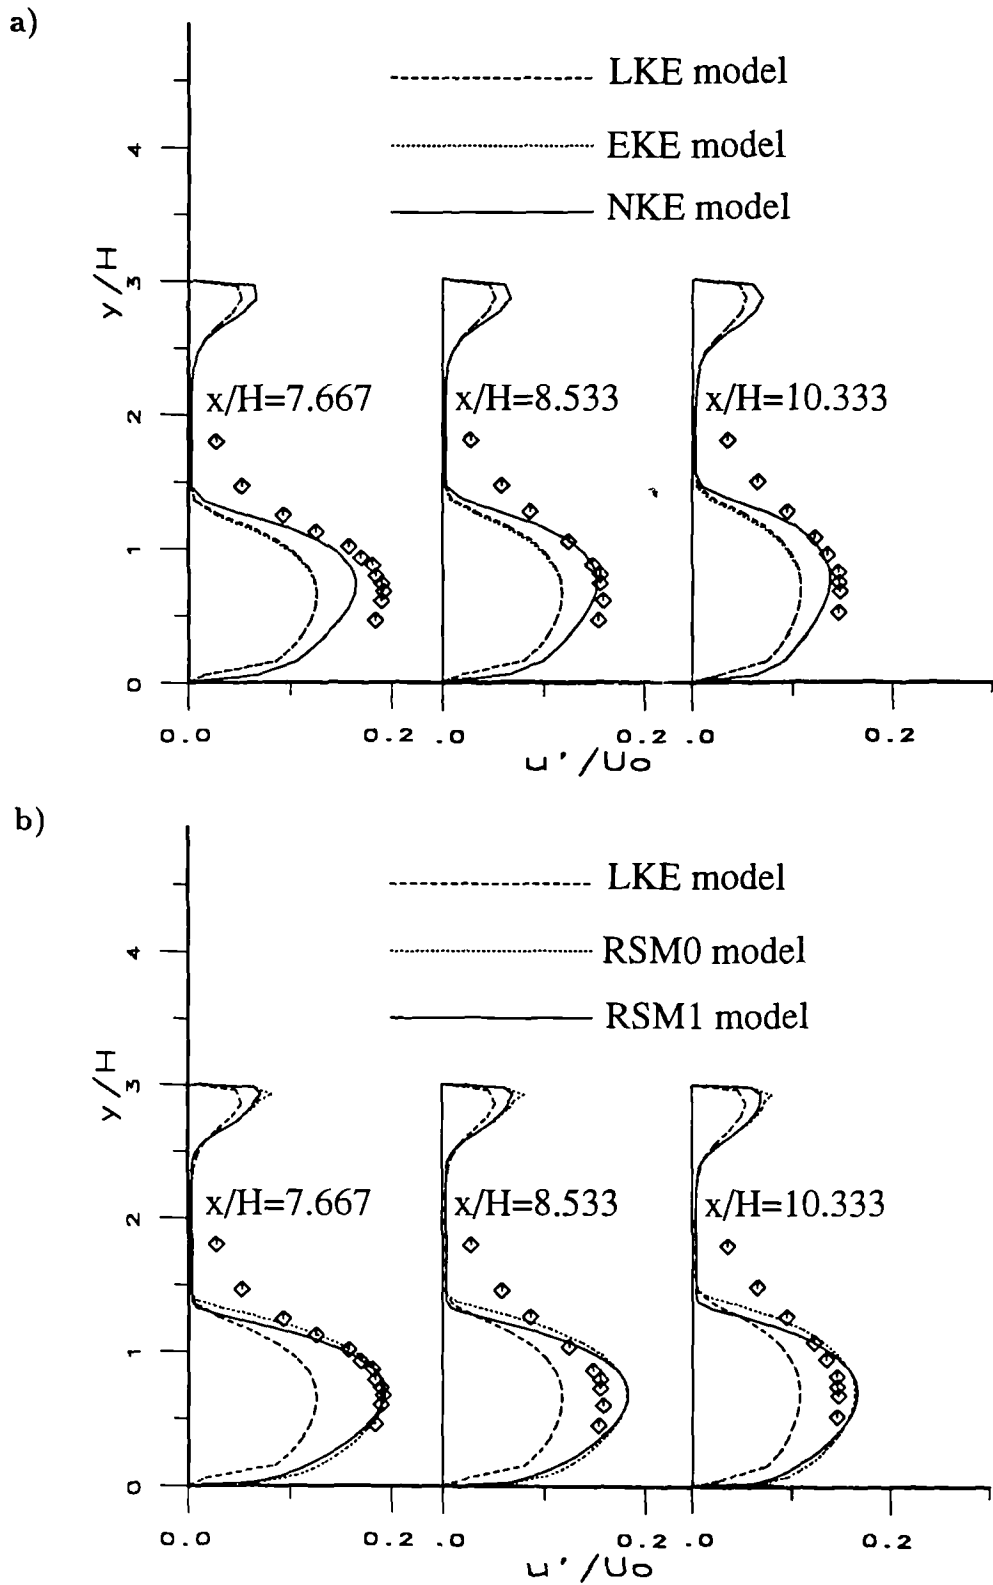 a)
LKE model
EKE model
NKE model
4
y/H
3
x/H=7.667
x/H=8.533
x/H=10.333
2
1
0
0.0
0.2
.0
0.2
.0
0.2
u'/Uo
b)
LKE model
RSM0 model
RSM1 model
4
y/H
3
x/H=7.667
x/H=8.533
x/H=10.333
2
1
0
0.0
0.2
.0
0.2
.0
0.2
u'/Uo